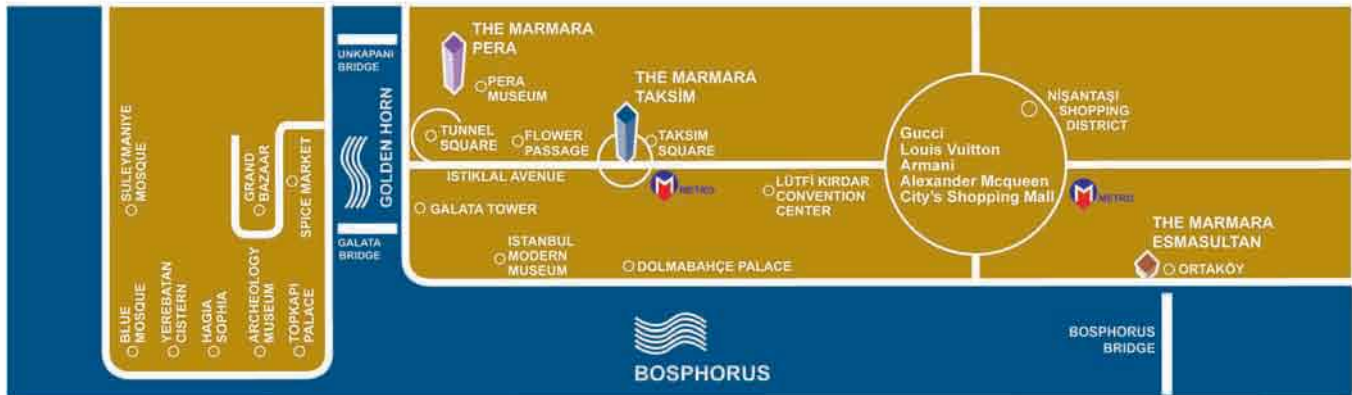 SULEYMANIYE
MOSQUE
GRAND
BAZAAR
SPICE MARKET
BLUE
MOSQUE
YEREBATAN
CISTERN
HAGIA
SOPHIA
ARCHEOLOGY
MUSEUM
TOPKAPI
PALACE
UNKAPANI
BRIDGE
GOLDEN HORN
GALATA
BRIDGE
THE MARMARA
PERA
PERA
MUSEUM
TUNNEL
SQUARE
FLOWER
PASSAGE
THE MARMARA
TAKSİM
TAKSIM
SQUARE
ISTIKLAL AVENUE
M METRO
GALATA TOWER
ISTANBUL
MODERN
MUSEUM
DOLMABAHÇE PALACE
LÜTFİ KIRDAR
CONVENTION
CENTER
Gucci
Louis Vuitton
Armani
Alexander Mcqueen
City's Shopping Mall
NİŞANTAŞI
SHOPPING
DISTRICT
M METRO
THE MARMARA
ESMASULTAN
ORTAKÖY
BOSPHORUS
BRIDGE
BOSPHORUS